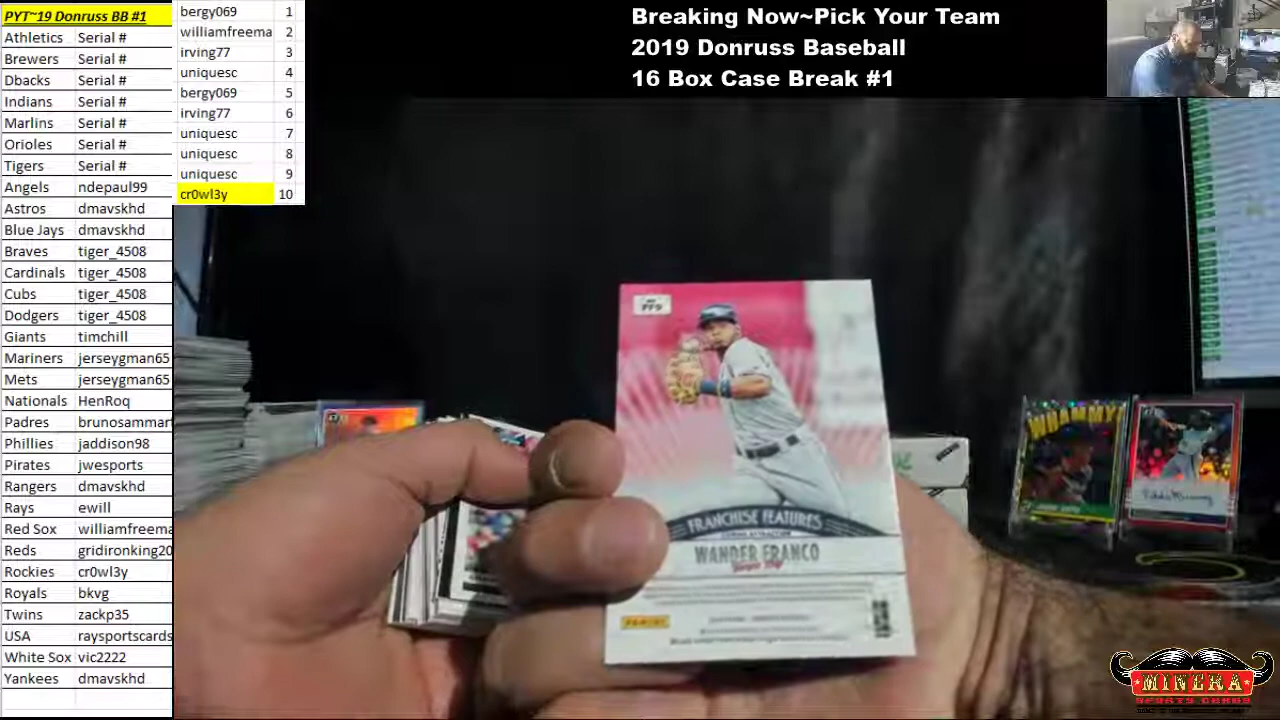 PYT~19 Donruss BB #1
Athletics Serial #
Brewers Serial #
Dbacks Serial #
Indians Serial #
Marlins Serial #
Orioles Serial #
Tigers Serial #
Angels ndepaul99
Astros dmavskhd
Blue Jays dmavskhd
Braves tiger_4508
Cardinals tiger_4508
Cubs tiger_4508
Dodgers tiger_4508
Giants timchill
Mariners jerseygman65
Mets jerseygman65
Nationals HenRoq
Padres brunosammar
Phillies jaddison98
Pirates jwesports
Rangers dmavskhd
Rays ewill
Red Sox williamfreema
Reds gridironking20
Rockies cr0wl3y
Royals bkvg
Twins zackp35
USA raysportscards
White Sox vic2222
Yankees dmavskhd
bergy069 1
williamfreema 2
irving77 3
uniquesc 4
bergy069 5
irving77 6
uniquesc 7
uniquesc 8
uniquesc 9
cr0wl3y 10
Breaking Now~Pick Your Team
2019 Donruss Baseball
16 Box Case Break #1
FRANCHISE FEATURES
WANDER FRANCO
PANINI
WHAMMY!
MINERA
SPORTS CARDS